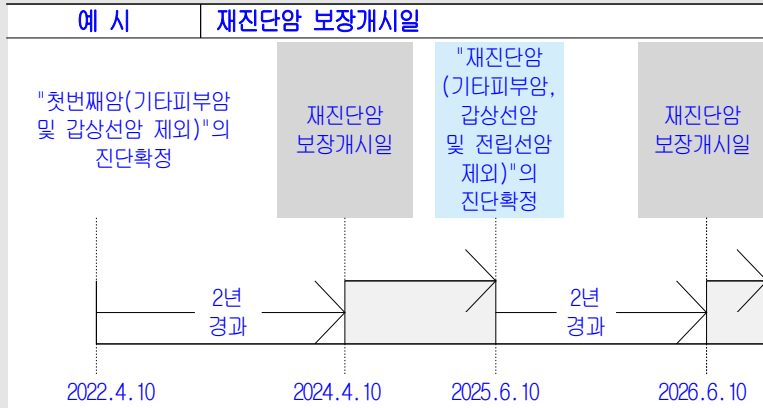 예 시
재진단암 보장개시일
"첫번째암(기타피부암
및 갑상선암 제외)"의
진단확정
재진단암
보장개시일
"재진단암
(기타피부암,
갑상선암
및 전립선암
제외)"의
진단확정
재진단암
보장개시일
2년
경과
2년
경과
2022.4.10
2024.4.10
2025.6.10
2026.6.10